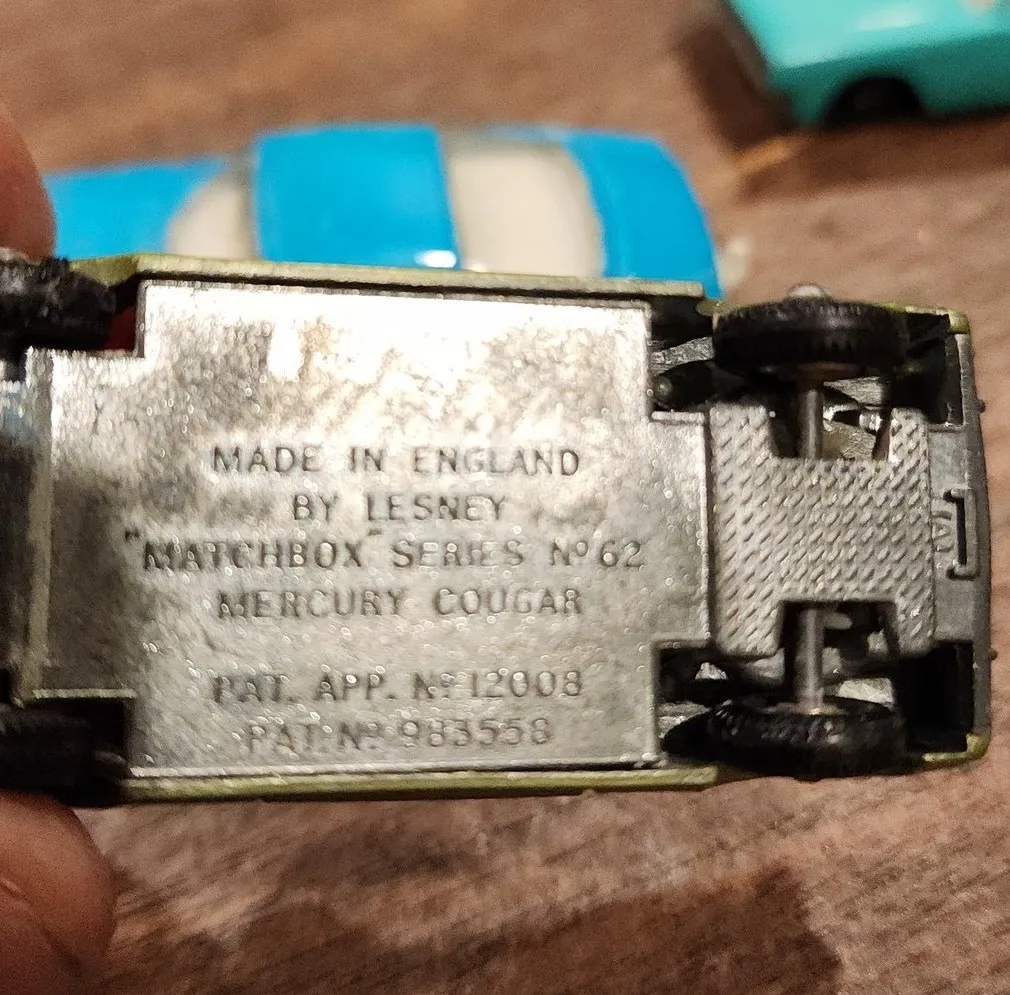 MADE IN ENGLAND
BY LESNEY
"MATCHBOX" SERIES Nº 62
MERCURY COUGAR
PAT. APP. Nº 12008
PAT. Nº 983558